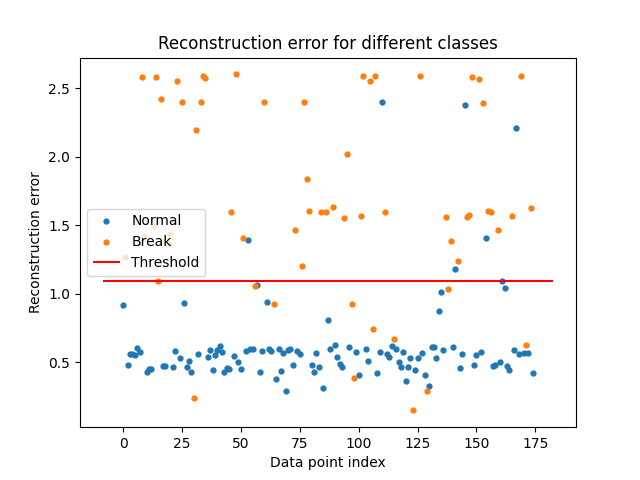 Reconstruction error for different classes
Reconstruction error
2.5
2.0
1.5
1.0
0.5
Normal
Break
Threshold
0 25 50 75 100 125 150 175
Data point index